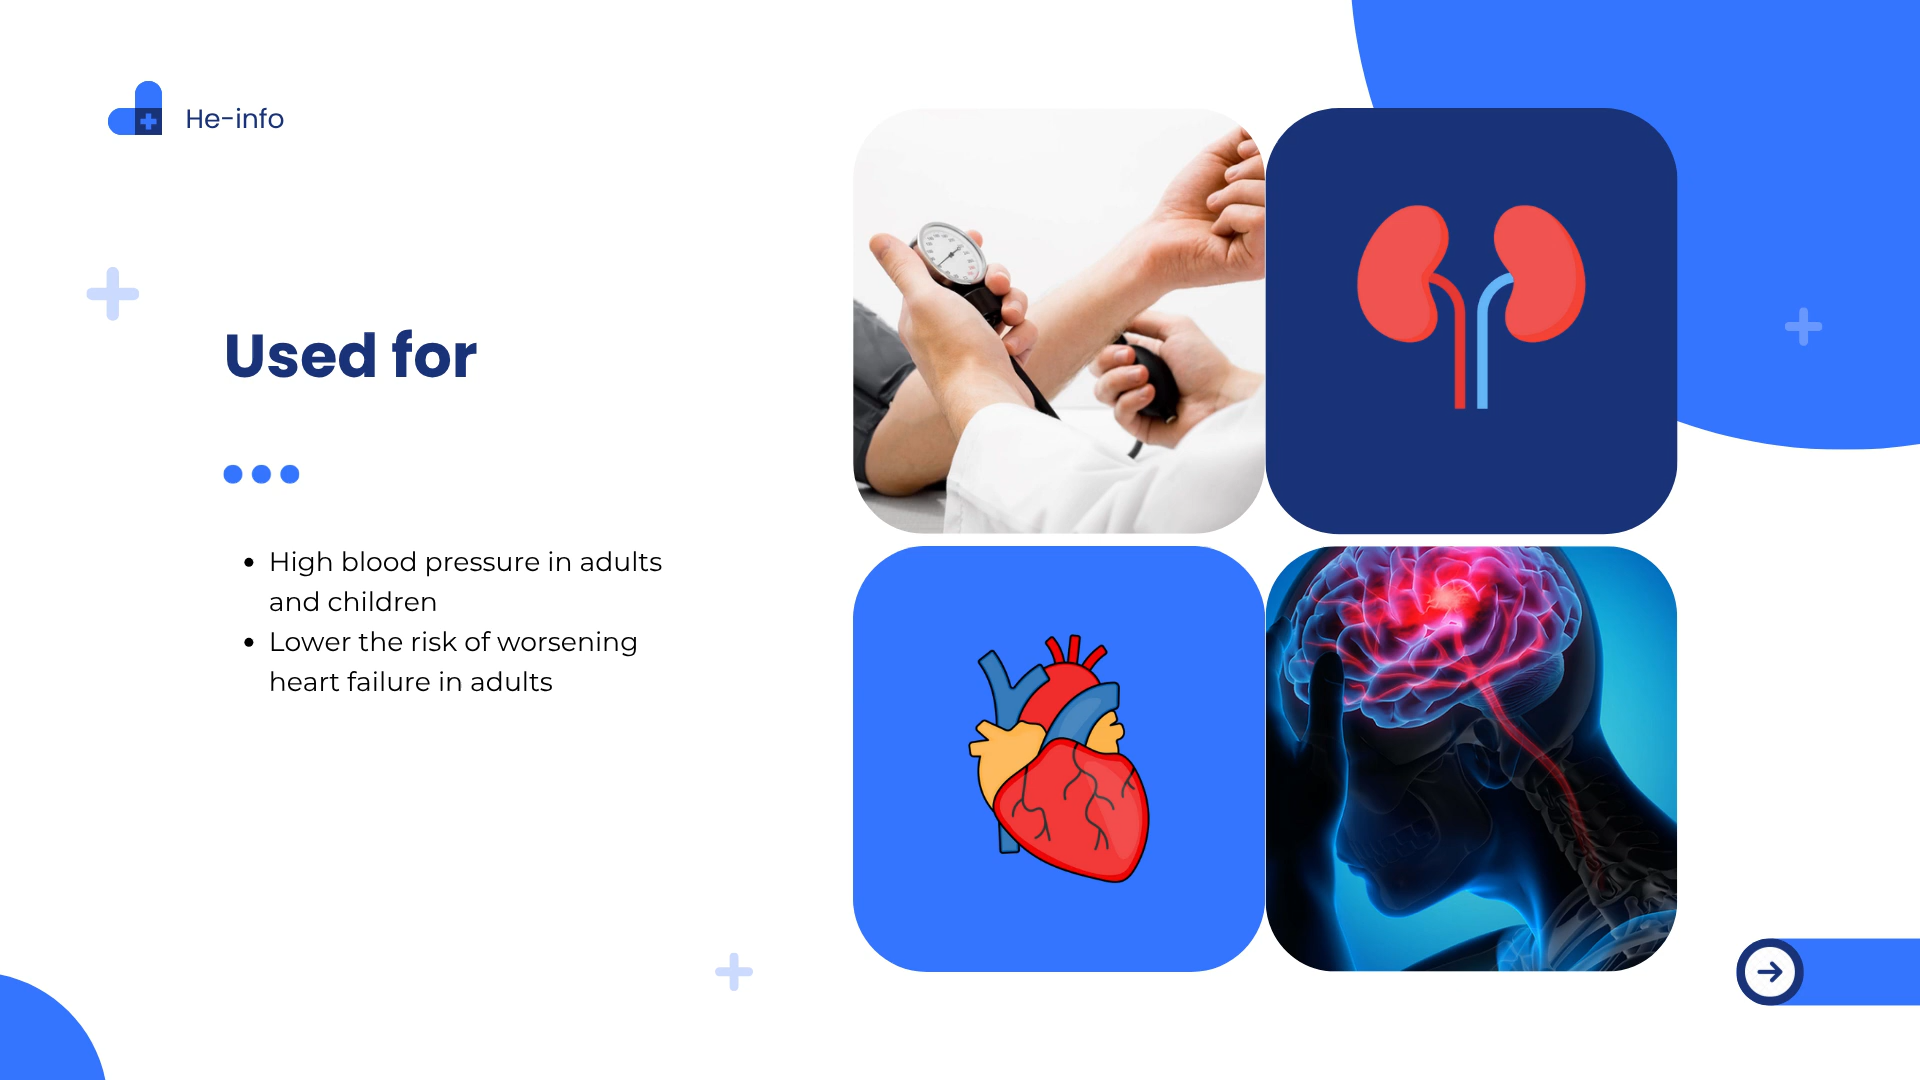 He-info
Used for
• High blood pressure in adults
and children
• Lower the risk of worsening
heart failure in adults